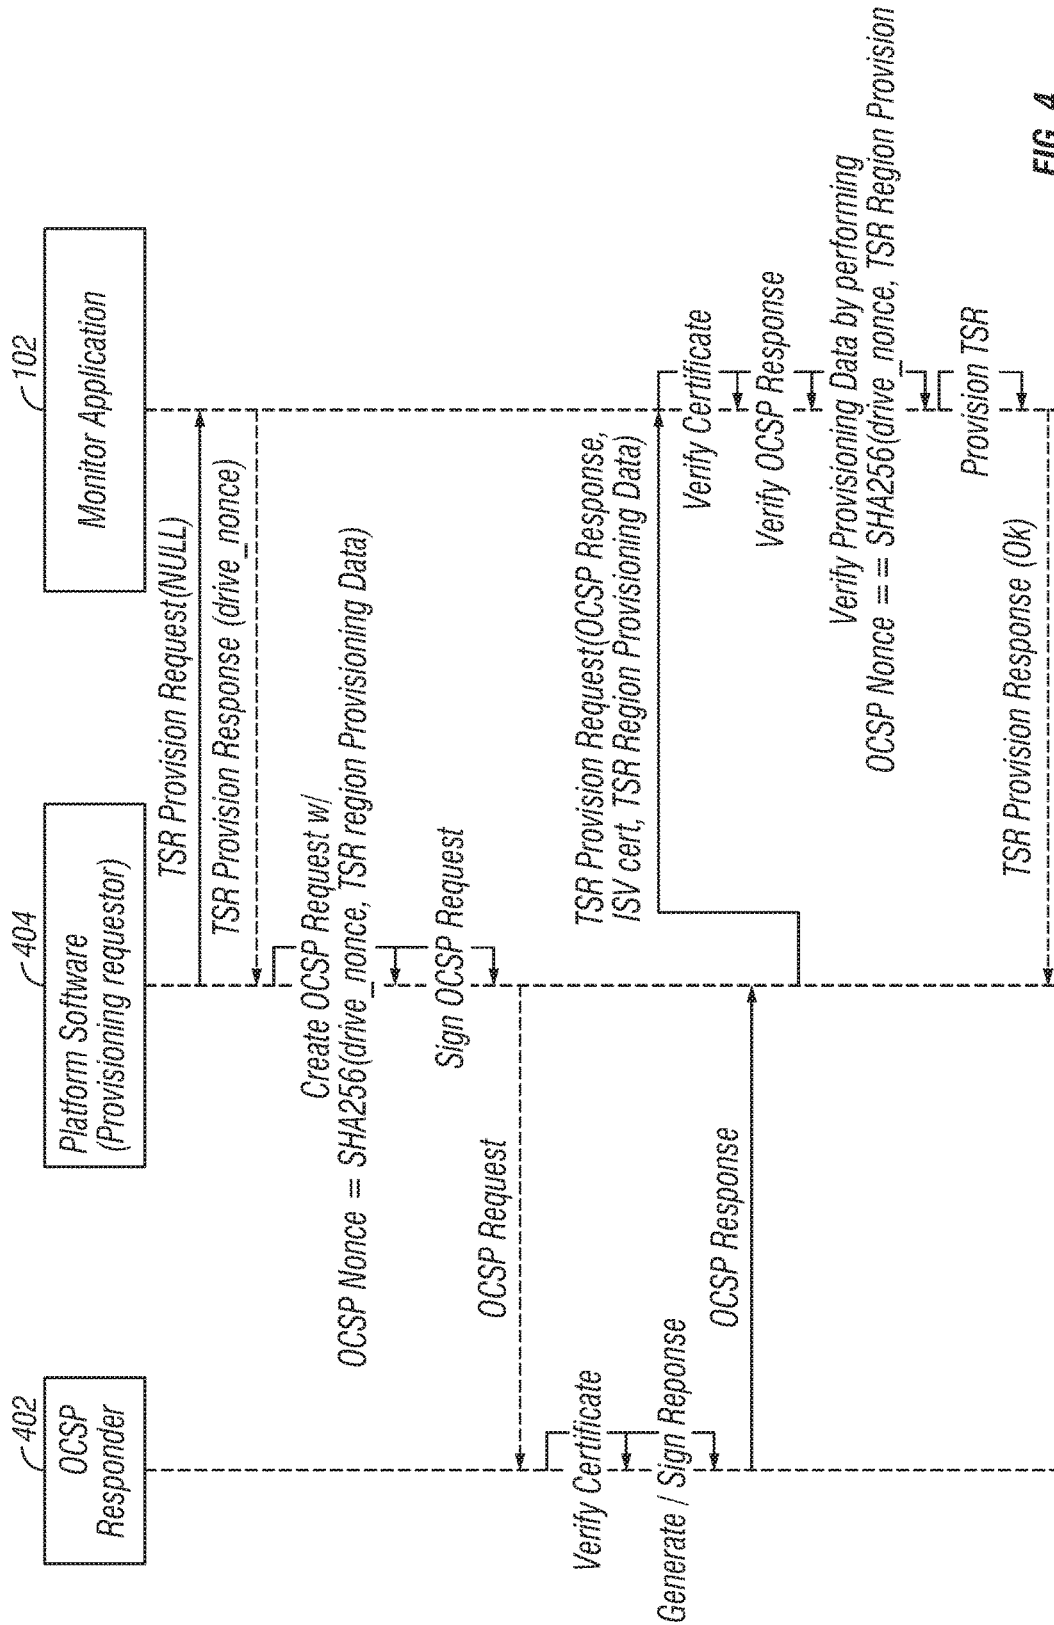 402
OCSP
Responder
404
Platform Software
(Provisioning requestor)
102
Monitor Application
TSR Provision Request(NULL)
TSR Provision Response (drive_nonce)
Create OCSP Request w/
OCSP Nonce = SHA256(drive_nonce, TSR region Provisioning Data)
Sign OCSP Request
OCSP Request
Verify Certificate
Generate / Sign Reponse
OCSP Response
TSR Provision Request(OCSP Response,
ISV cert, TSR Region Provisioning Data)
Verify Certificate
Verify OCSP Response
Verify Provisioning Data by performing
OCSP Nonce == SHA256(drive_nonce, TSR Region Provision
Provision TSR
TSR Provision Response (OK)
FIG. 4